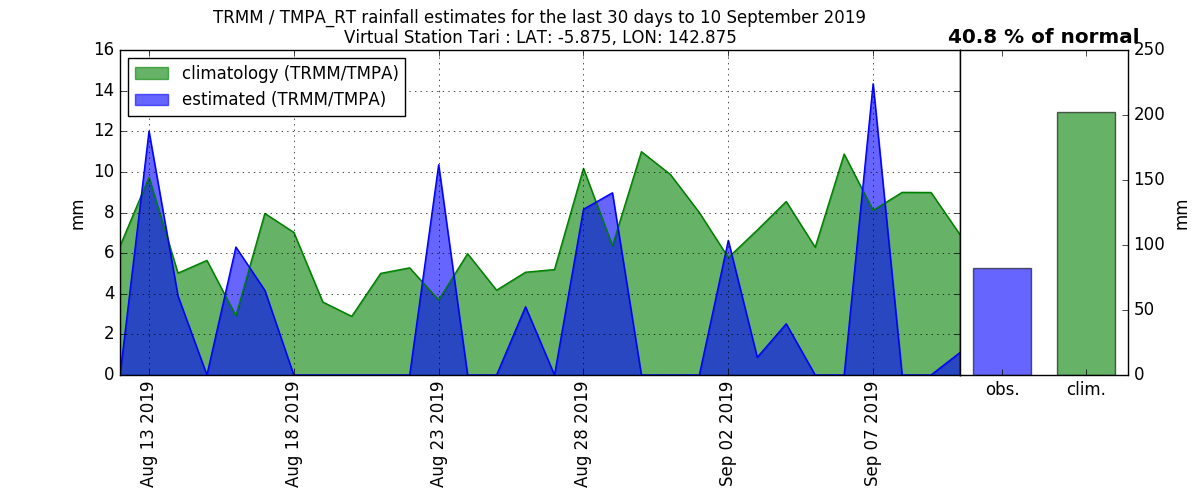 TRMM / TMPA_RT rainfall estimates for the last 30 days to 10 September 2019
Virtual Station Tari : LAT: -5.875, LON: 142.875
40.8 % of normal
climatology (TRMM/TMPA)
estimated (TRMM/TMPA)
mm
16
14
12
10
8
6
4
2
0
Aug 13 2019
Aug 18 2019
Aug 23 2019
Aug 28 2019
Sep 02 2019
Sep 07 2019
obs.
clim.
250
200
150
100
50
0
mm